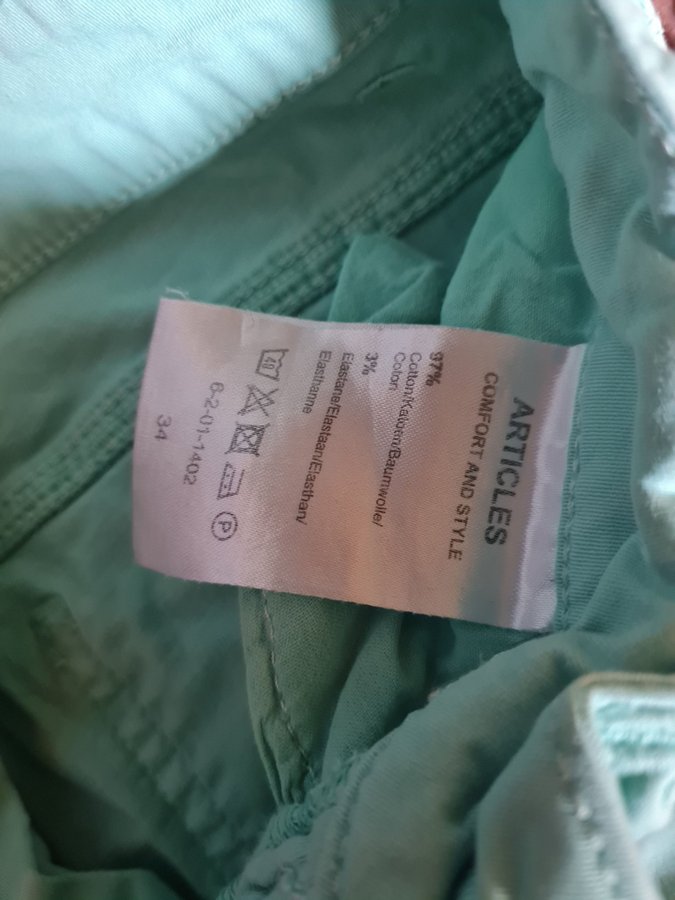 ARTICLES
COMFORT AND STYLE
97%
Cotton/Katoen/Baumwolle/
Coton
3%
Elastane/Elastaan/Elasthan/
Elasthanne
40
P
6-2-01-1402
34